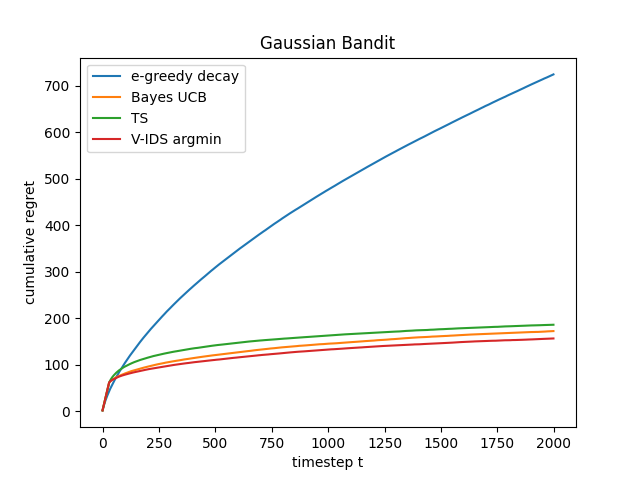 Gaussian Bandit
e-greedy decay
Bayes UCB
TS
V-IDS argmin
cumulative regret
700
600
500
400
300
200
100
0
0 250 500 750 1000 1250 1500 1750 2000
timestep t